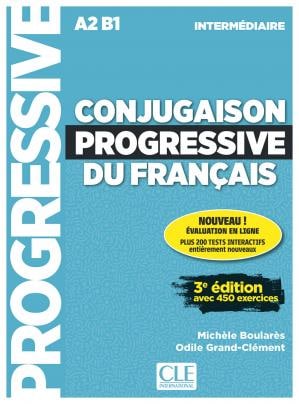 PROGRESSIVE
A2 B1
INTERMÉDIAIRE
CONJUGAISON
PROGRESSIVE
DU FRANÇAIS
NOUVEAU !
ÉVALUATION EN LIGNE
PLUS 200 TESTS INTERACTIFS
entièrement nouveaux
3e édition
avec 450 exercices
Michèle Boularès
Odile Grand-Clément
CLE
INTERNATIONAL